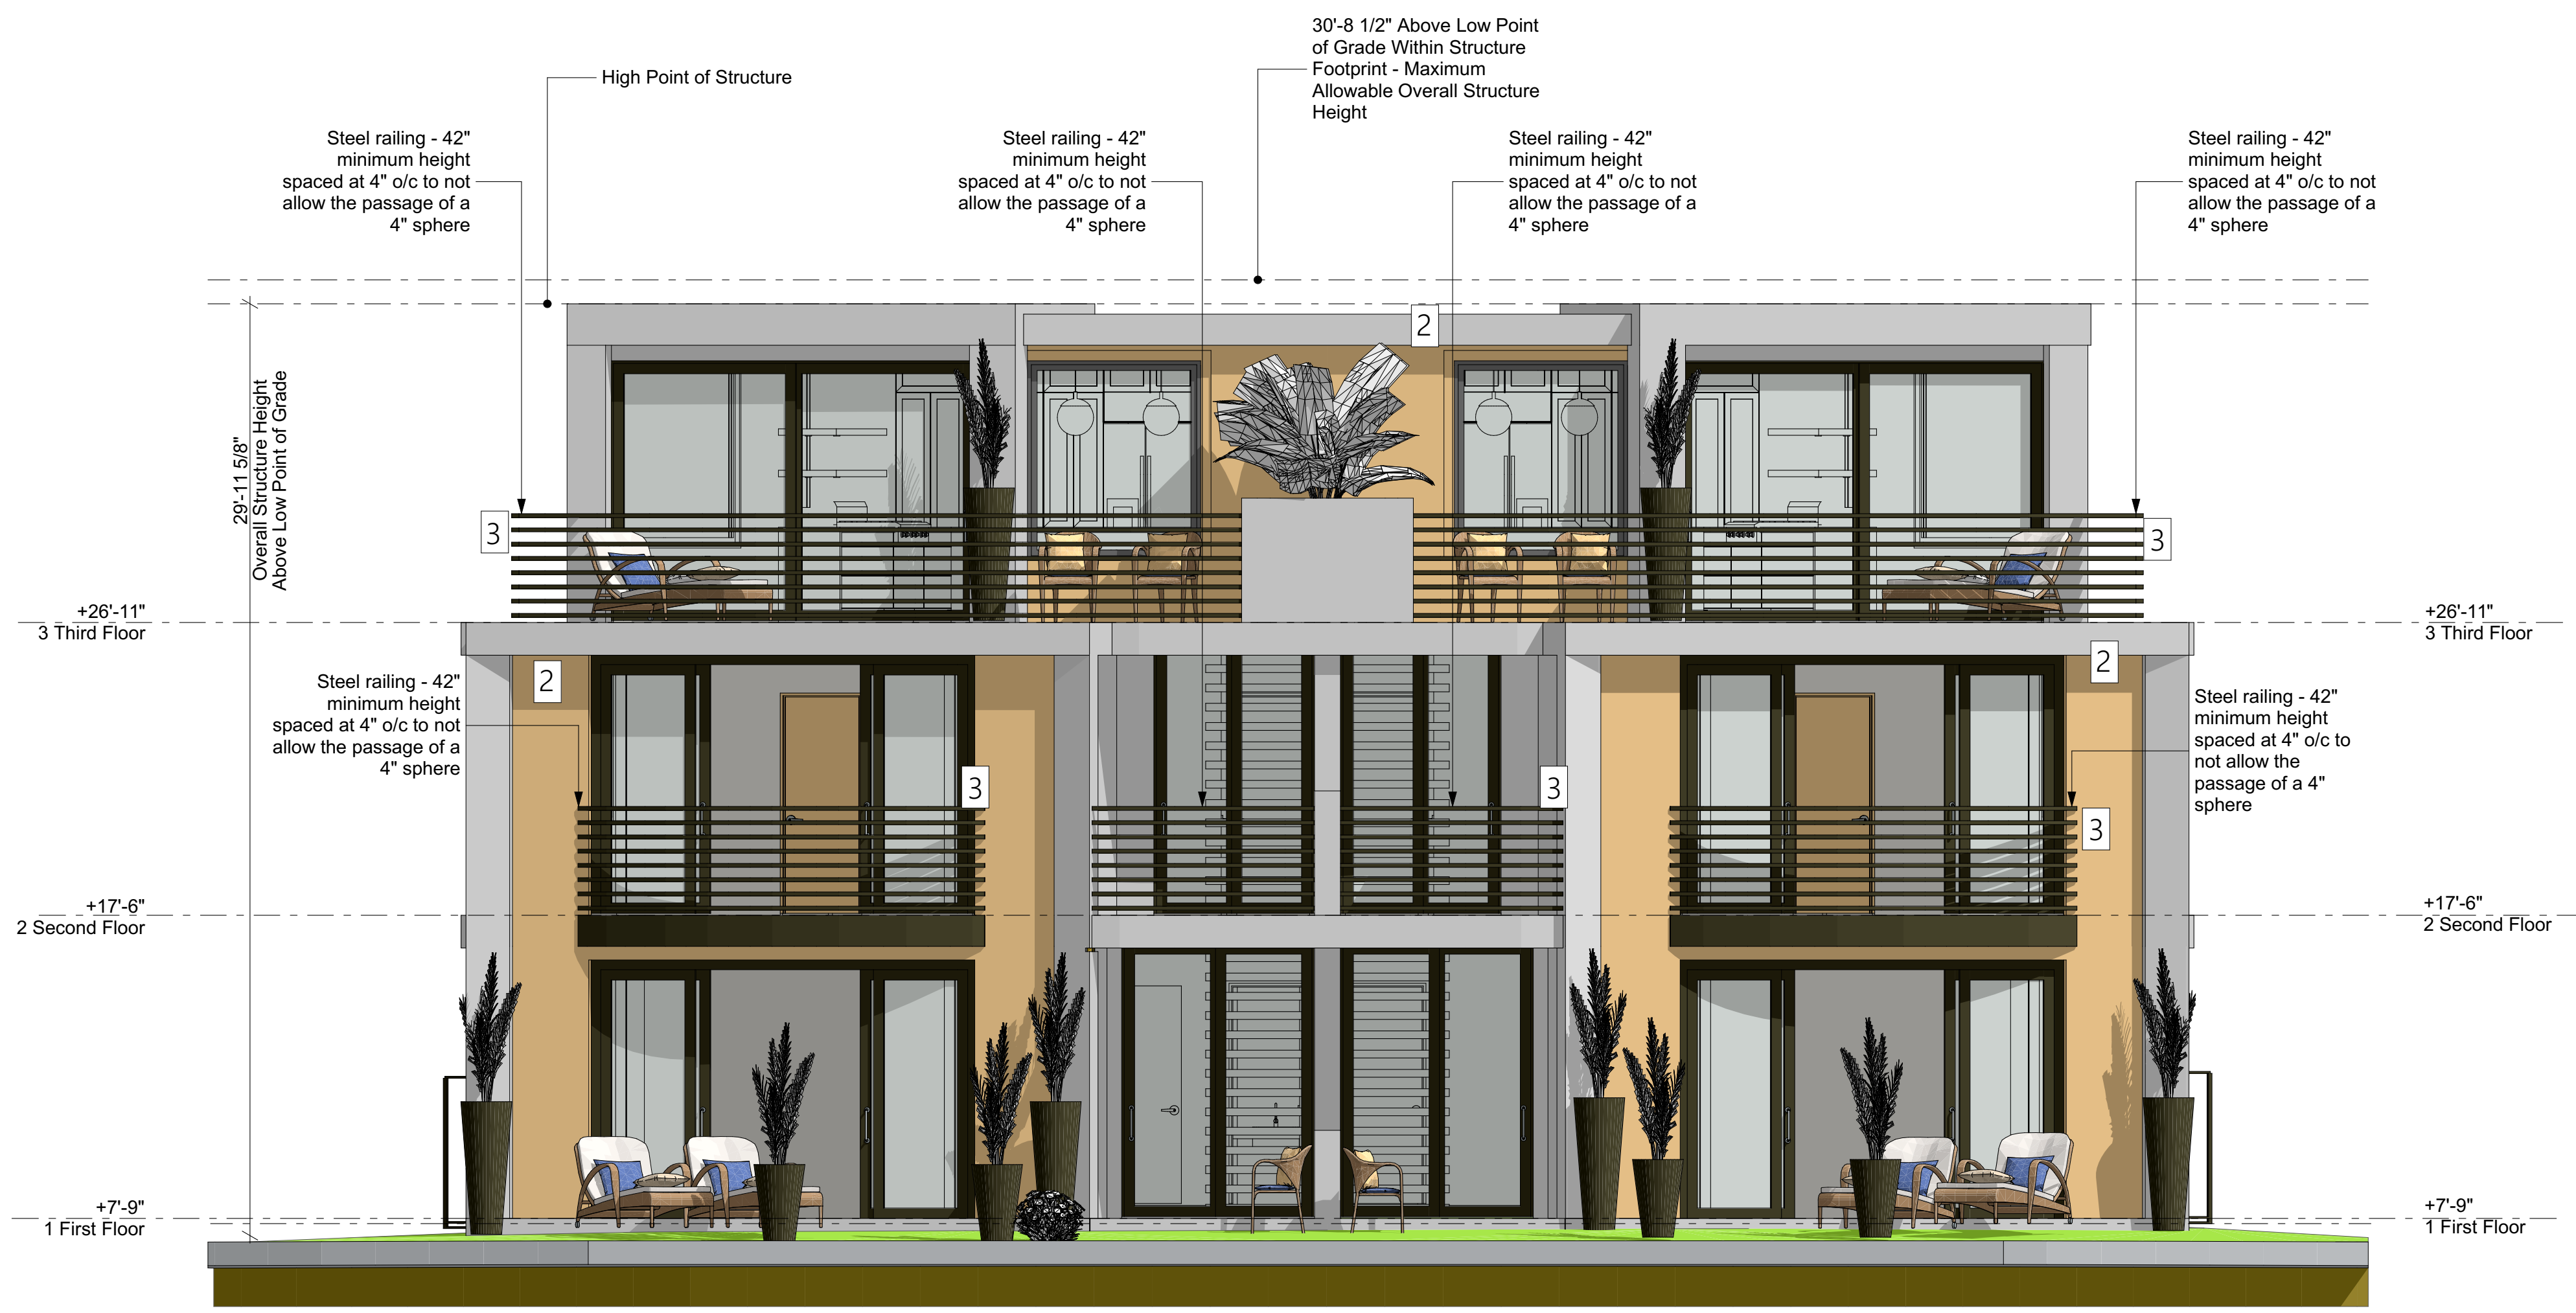 30'-8 1/2" Above Low Point
of Grade Within Structure
Footprint - Maximum
Allowable Overall Structure
Height
High Point of Structure
Steel railing - 42"
minimum height
spaced at 4" o/c to not
allow the passage of a
4" sphere
Steel railing - 42"
minimum height
spaced at 4" o/c to not
allow the passage of a
4" sphere
Steel railing - 42"
minimum height
spaced at 4" o/c to not
allow the passage of a
4" sphere
Steel railing - 42"
minimum height
spaced at 4" o/c to not
allow the passage of a
4" sphere
2
29'-11 5/8"
Overall Structure Height
Above Low Point of Grade
3
3
+26'-11"
3 Third Floor
+26'-11"
3 Third Floor
2
2
Steel railing - 42"
minimum height
spaced at 4" o/c to not
allow the passage of a
4" sphere
Steel railing - 42"
minimum height
spaced at 4" o/c to
not allow the
passage of a 4"
sphere
3
3
3
+17'-6"
2 Second Floor
+17'-6"
2 Second Floor
+7'-9"
1 First Floor
+7'-9"
1 First Floor